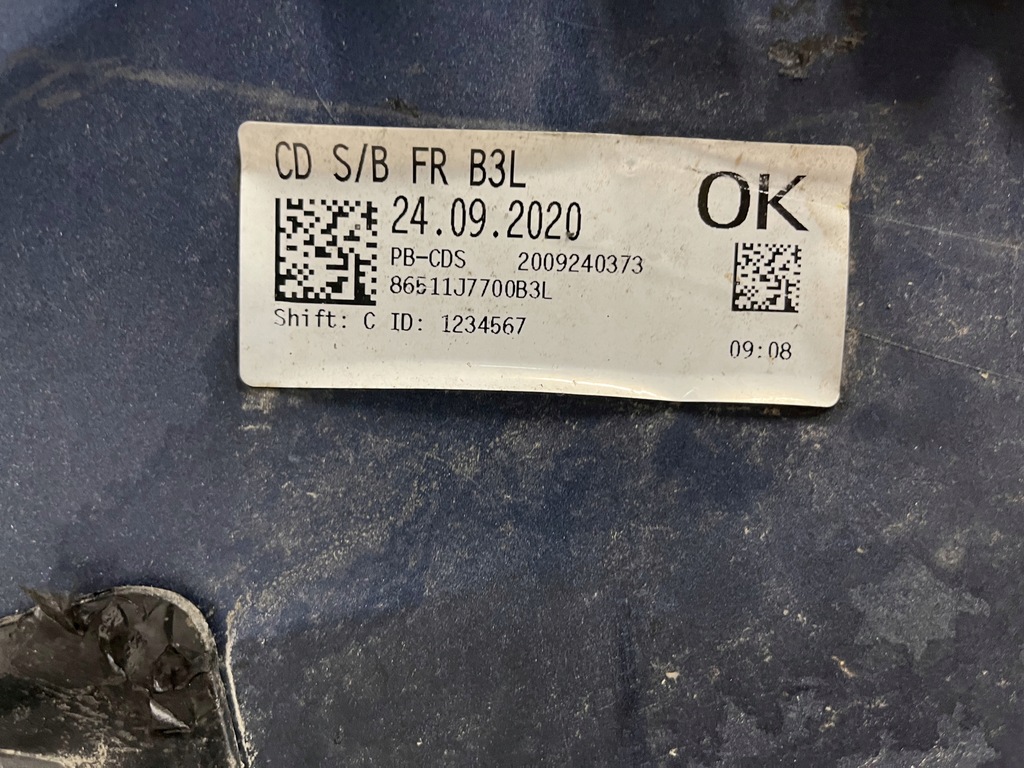 CD S/B FR B3L
OK
24.09.2020
PB-CDS 2009240373
86511J7700B3L
Shift: C ID: 1234567
09:08